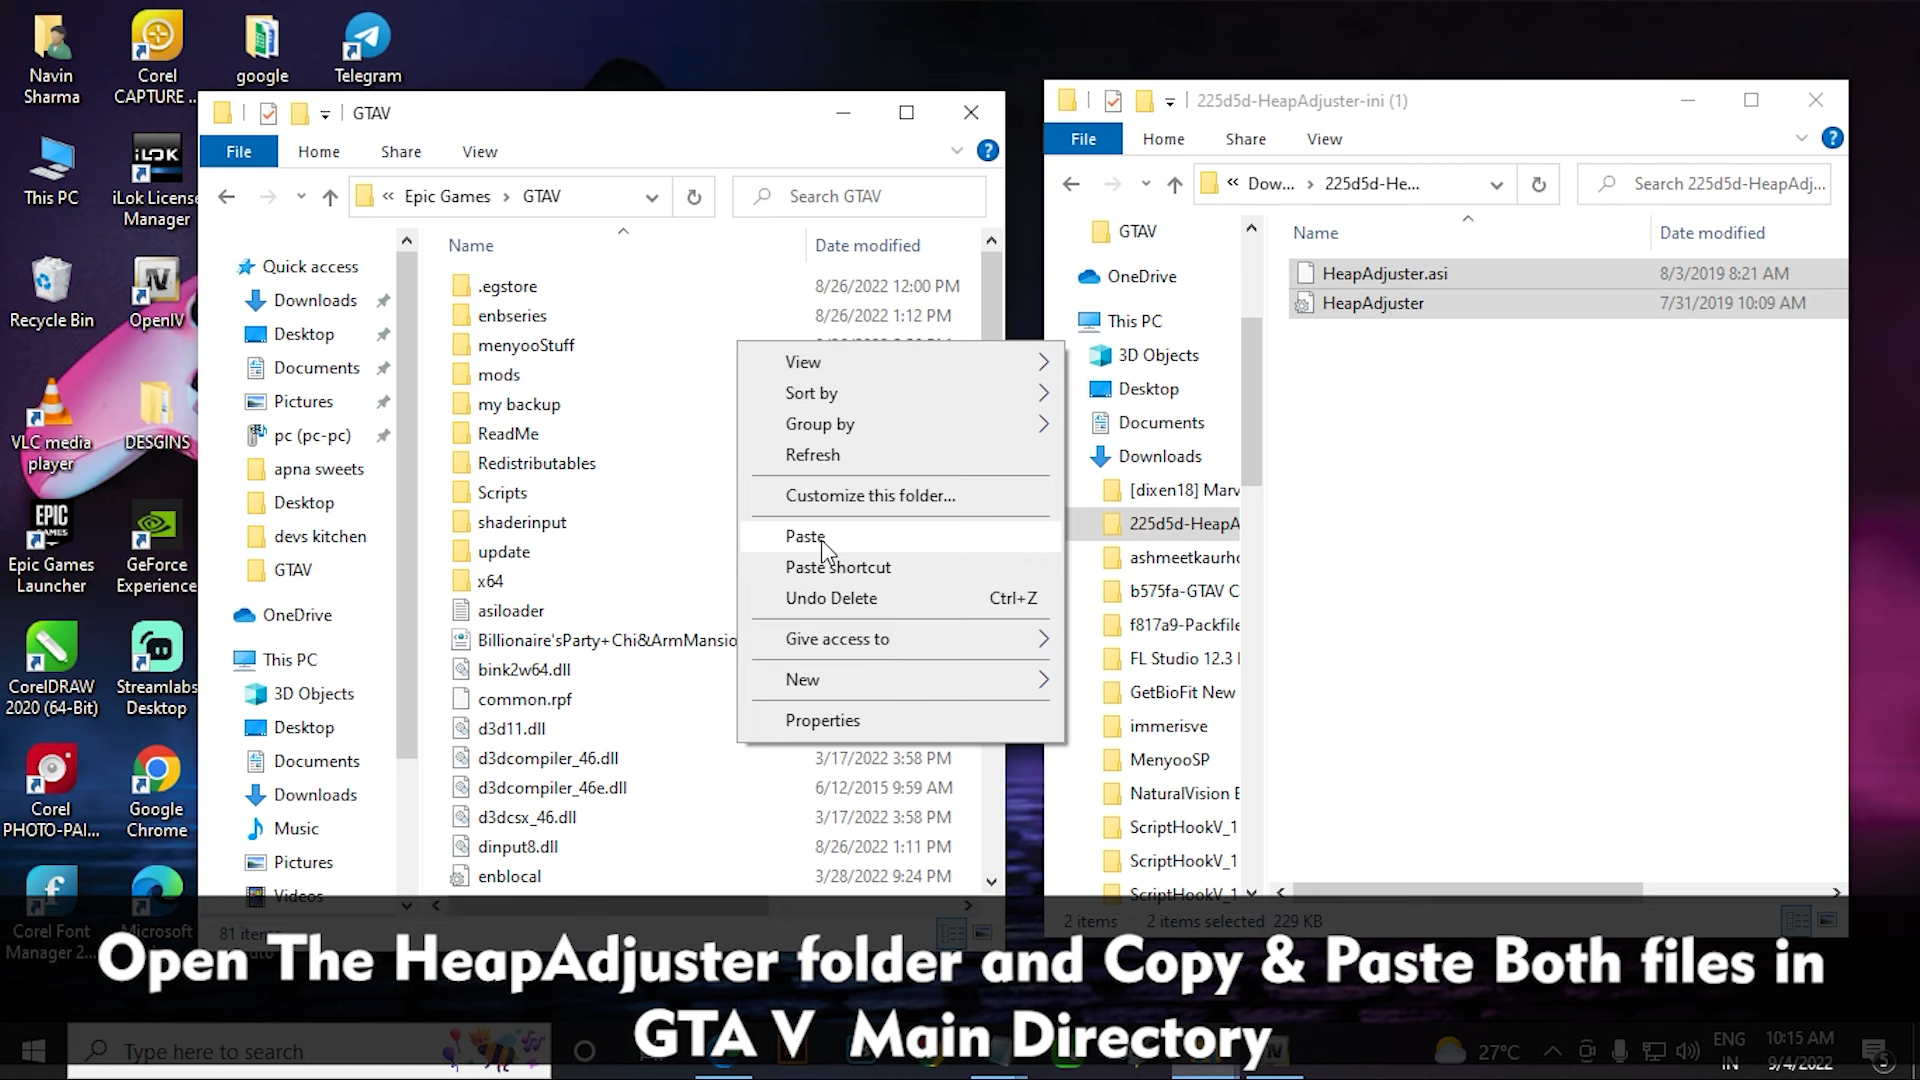 Navin Sharma
Corel CAPTURE ..
google
Telegram
This PC
iLOK
iLok License Manager
Recycle Bin
OpenIV
VLC media player
DESGINS
EPIC GAMES
Epic Games Launcher
GeForce Experience
CorelDRAW 2020 (64-Bit)
Streamlabs Desktop
Corel PHOTO-PAI...
Google Chrome
Corel Font Manager 2...
Microsoft
GTAV
File Home Share View
« Epic Games › GTAV
Search GTAV
Quick access
Downloads
Desktop
Documents
Pictures
pc (pc-pc)
apna sweets
Desktop
devs kitchen
GTAV
OneDrive
This PC
3D Objects
Desktop
Documents
Downloads
Music
Pictures
Videos
Name Date modified
.egstore 8/26/2022 12:00 PM
enbseries 8/26/2022 1:12 PM
menyooStuff
mods
my backup
ReadMe
Redistributables
Scripts
shaderinput
update
x64
asiloader
Billionaire'sParty+Chi&ArmMansio
bink2w64.dll
common.rpf
d3d11.dll
d3dcompiler_46.dll 3/17/2022 3:58 PM
d3dcompiler_46e.dll 6/12/2015 9:59 AM
d3dcsx_46.dll 3/17/2022 3:58 PM
dinput8.dll 8/26/2022 1:11 PM
enblocal 3/28/2022 9:24 PM
81 items
View
Sort by
Group by
Refresh
Customize this folder...
Paste
Paste shortcut
Undo Delete Ctrl+Z
Give access to
New
Properties
225d5d-HeapAdjuster-ini (1)
File Home Share View
« Dow... › 225d5d-He...
Search 225d5d-HeapAdj...
GTAV
OneDrive
This PC
3D Objects
Desktop
Documents
Downloads
[dixen18] Marv
225d5d-HeapA
ashmeetkaurho
b575fa-GTAV C
f817a9-Packfile
FL Studio 12.3
GetBioFit New
immerisve
MenyooSP
NaturalVision E
ScriptHookV_1
ScriptHookV_1
ScriptHookV_1
Name Date modified
HeapAdjuster.asi 8/3/2019 8:21 AM
HeapAdjuster 7/31/2019 10:09 AM
2 items 2 items selected 229 KB
Open The HeapAdjuster folder and Copy & Paste Both files in
GTA V Main Directory
Type here to search
27°C
ENG
IN
10:15 AM
9/4/2022
5